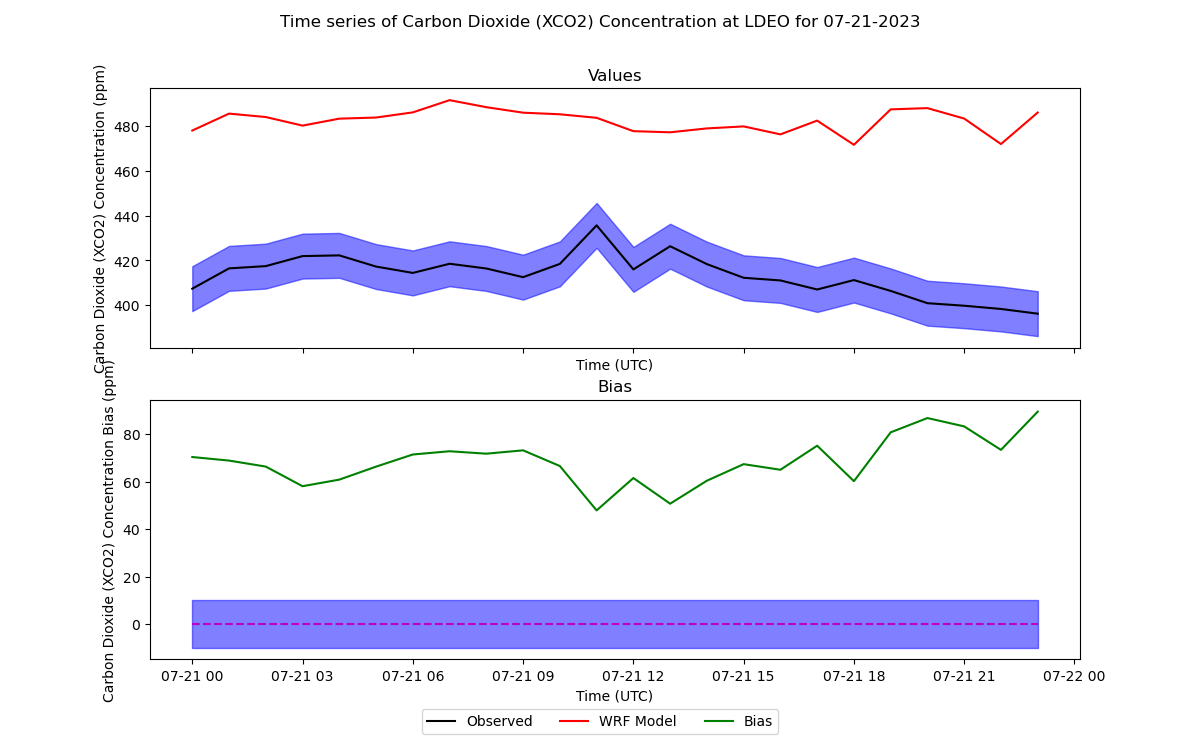 Time series of Carbon Dioxide (XCO2) Concentration at LDEO for 07-21-2023
Values
Carbon Dioxide (XCO2) Concentration (ppm)
480
460
440
420
400
Time (UTC)
Bias
Carbon Dioxide (XCO2) Concentration Bias (ppm)
80
60
40
20
0
07-21 00 07-21 03 07-21 06 07-21 09 07-21 12 07-21 15 07-21 18 07-21 21 07-22 00
Time (UTC)
Observed WRF Model Bias